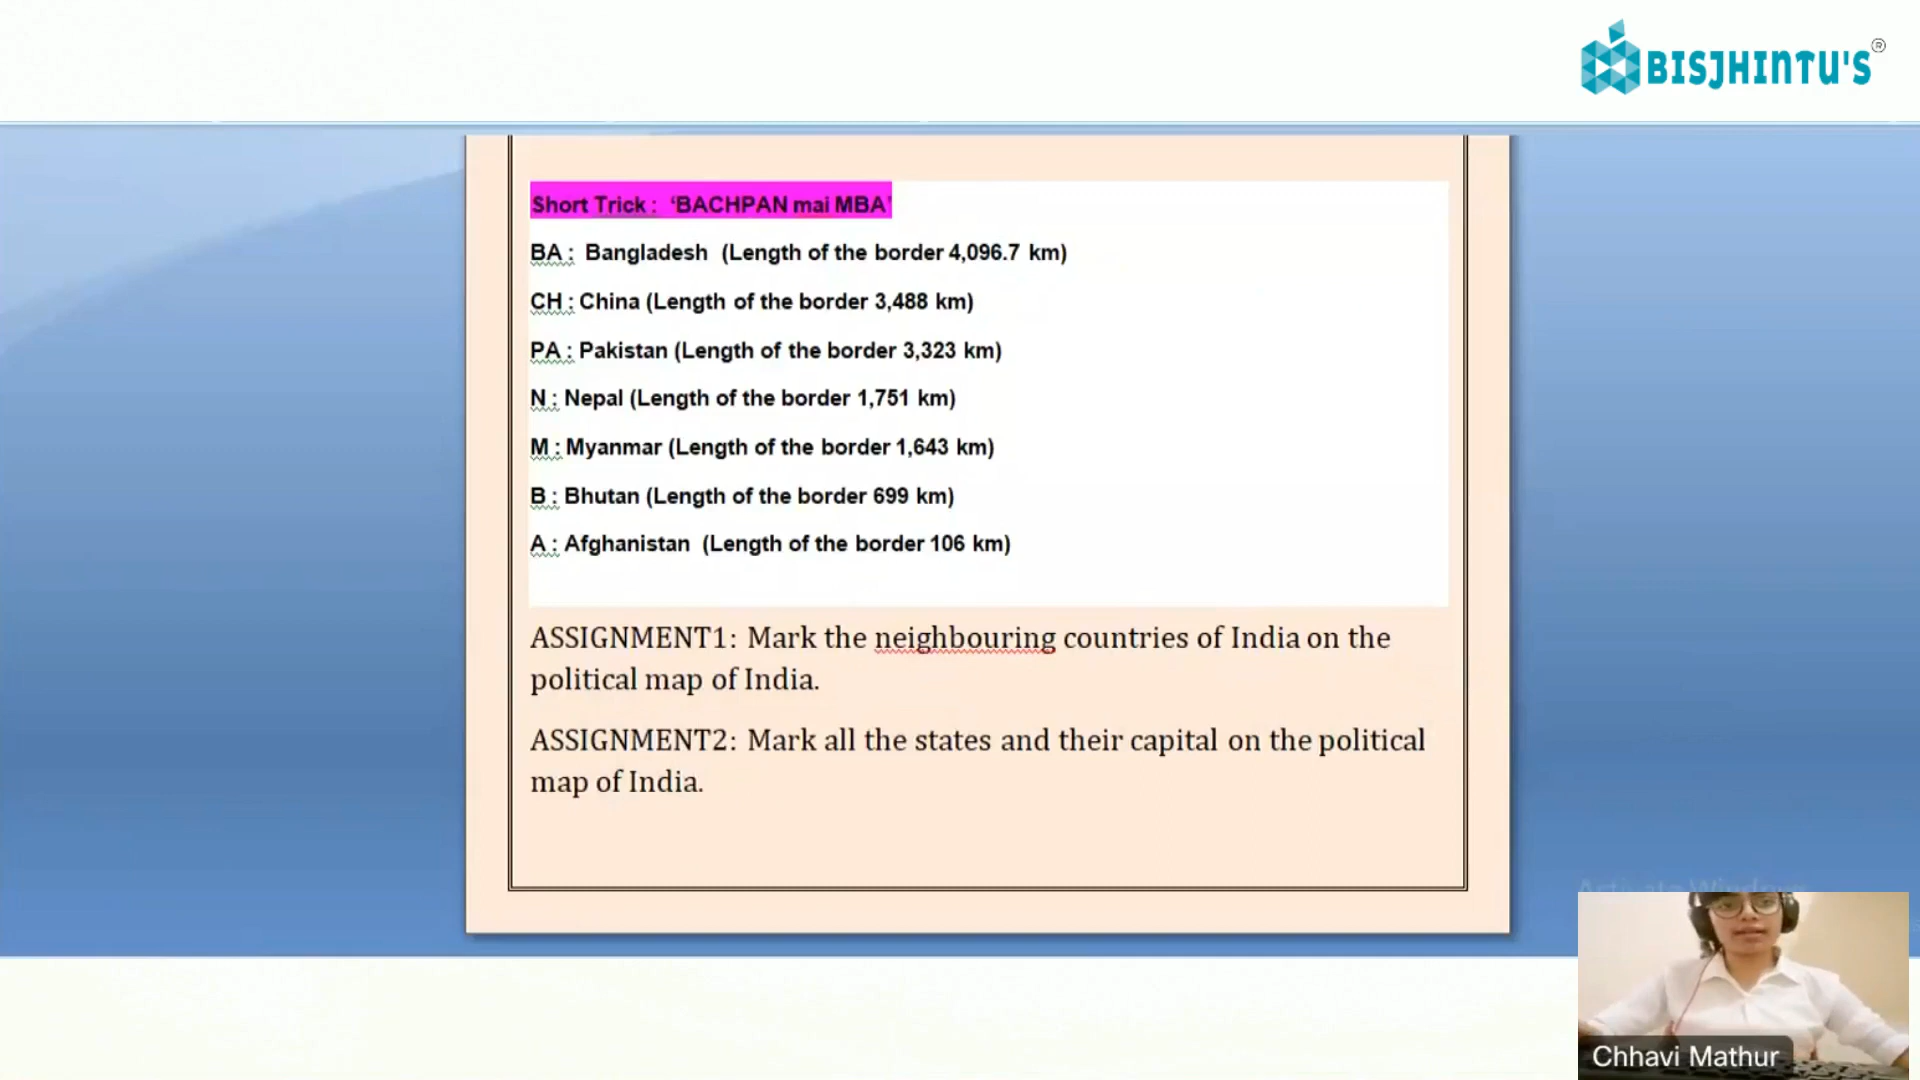 BISJHINTU'S®
Short Trick : ‘BACHPAN mai MBA’
BA : Bangladesh (Length of the border 4,096.7 km)
CH : China (Length of the border 3,488 km)
PA : Pakistan (Length of the border 3,323 km)
N : Nepal (Length of the border 1,751 km)
M : Myanmar (Length of the border 1,643 km)
B : Bhutan (Length of the border 699 km)
A : Afghanistan (Length of the border 106 km)
ASSIGNMENT1: Mark the neighbouring countries of India on the
political map of India.
ASSIGNMENT2: Mark all the states and their capital on the political
map of India.
Chhavi Mathur